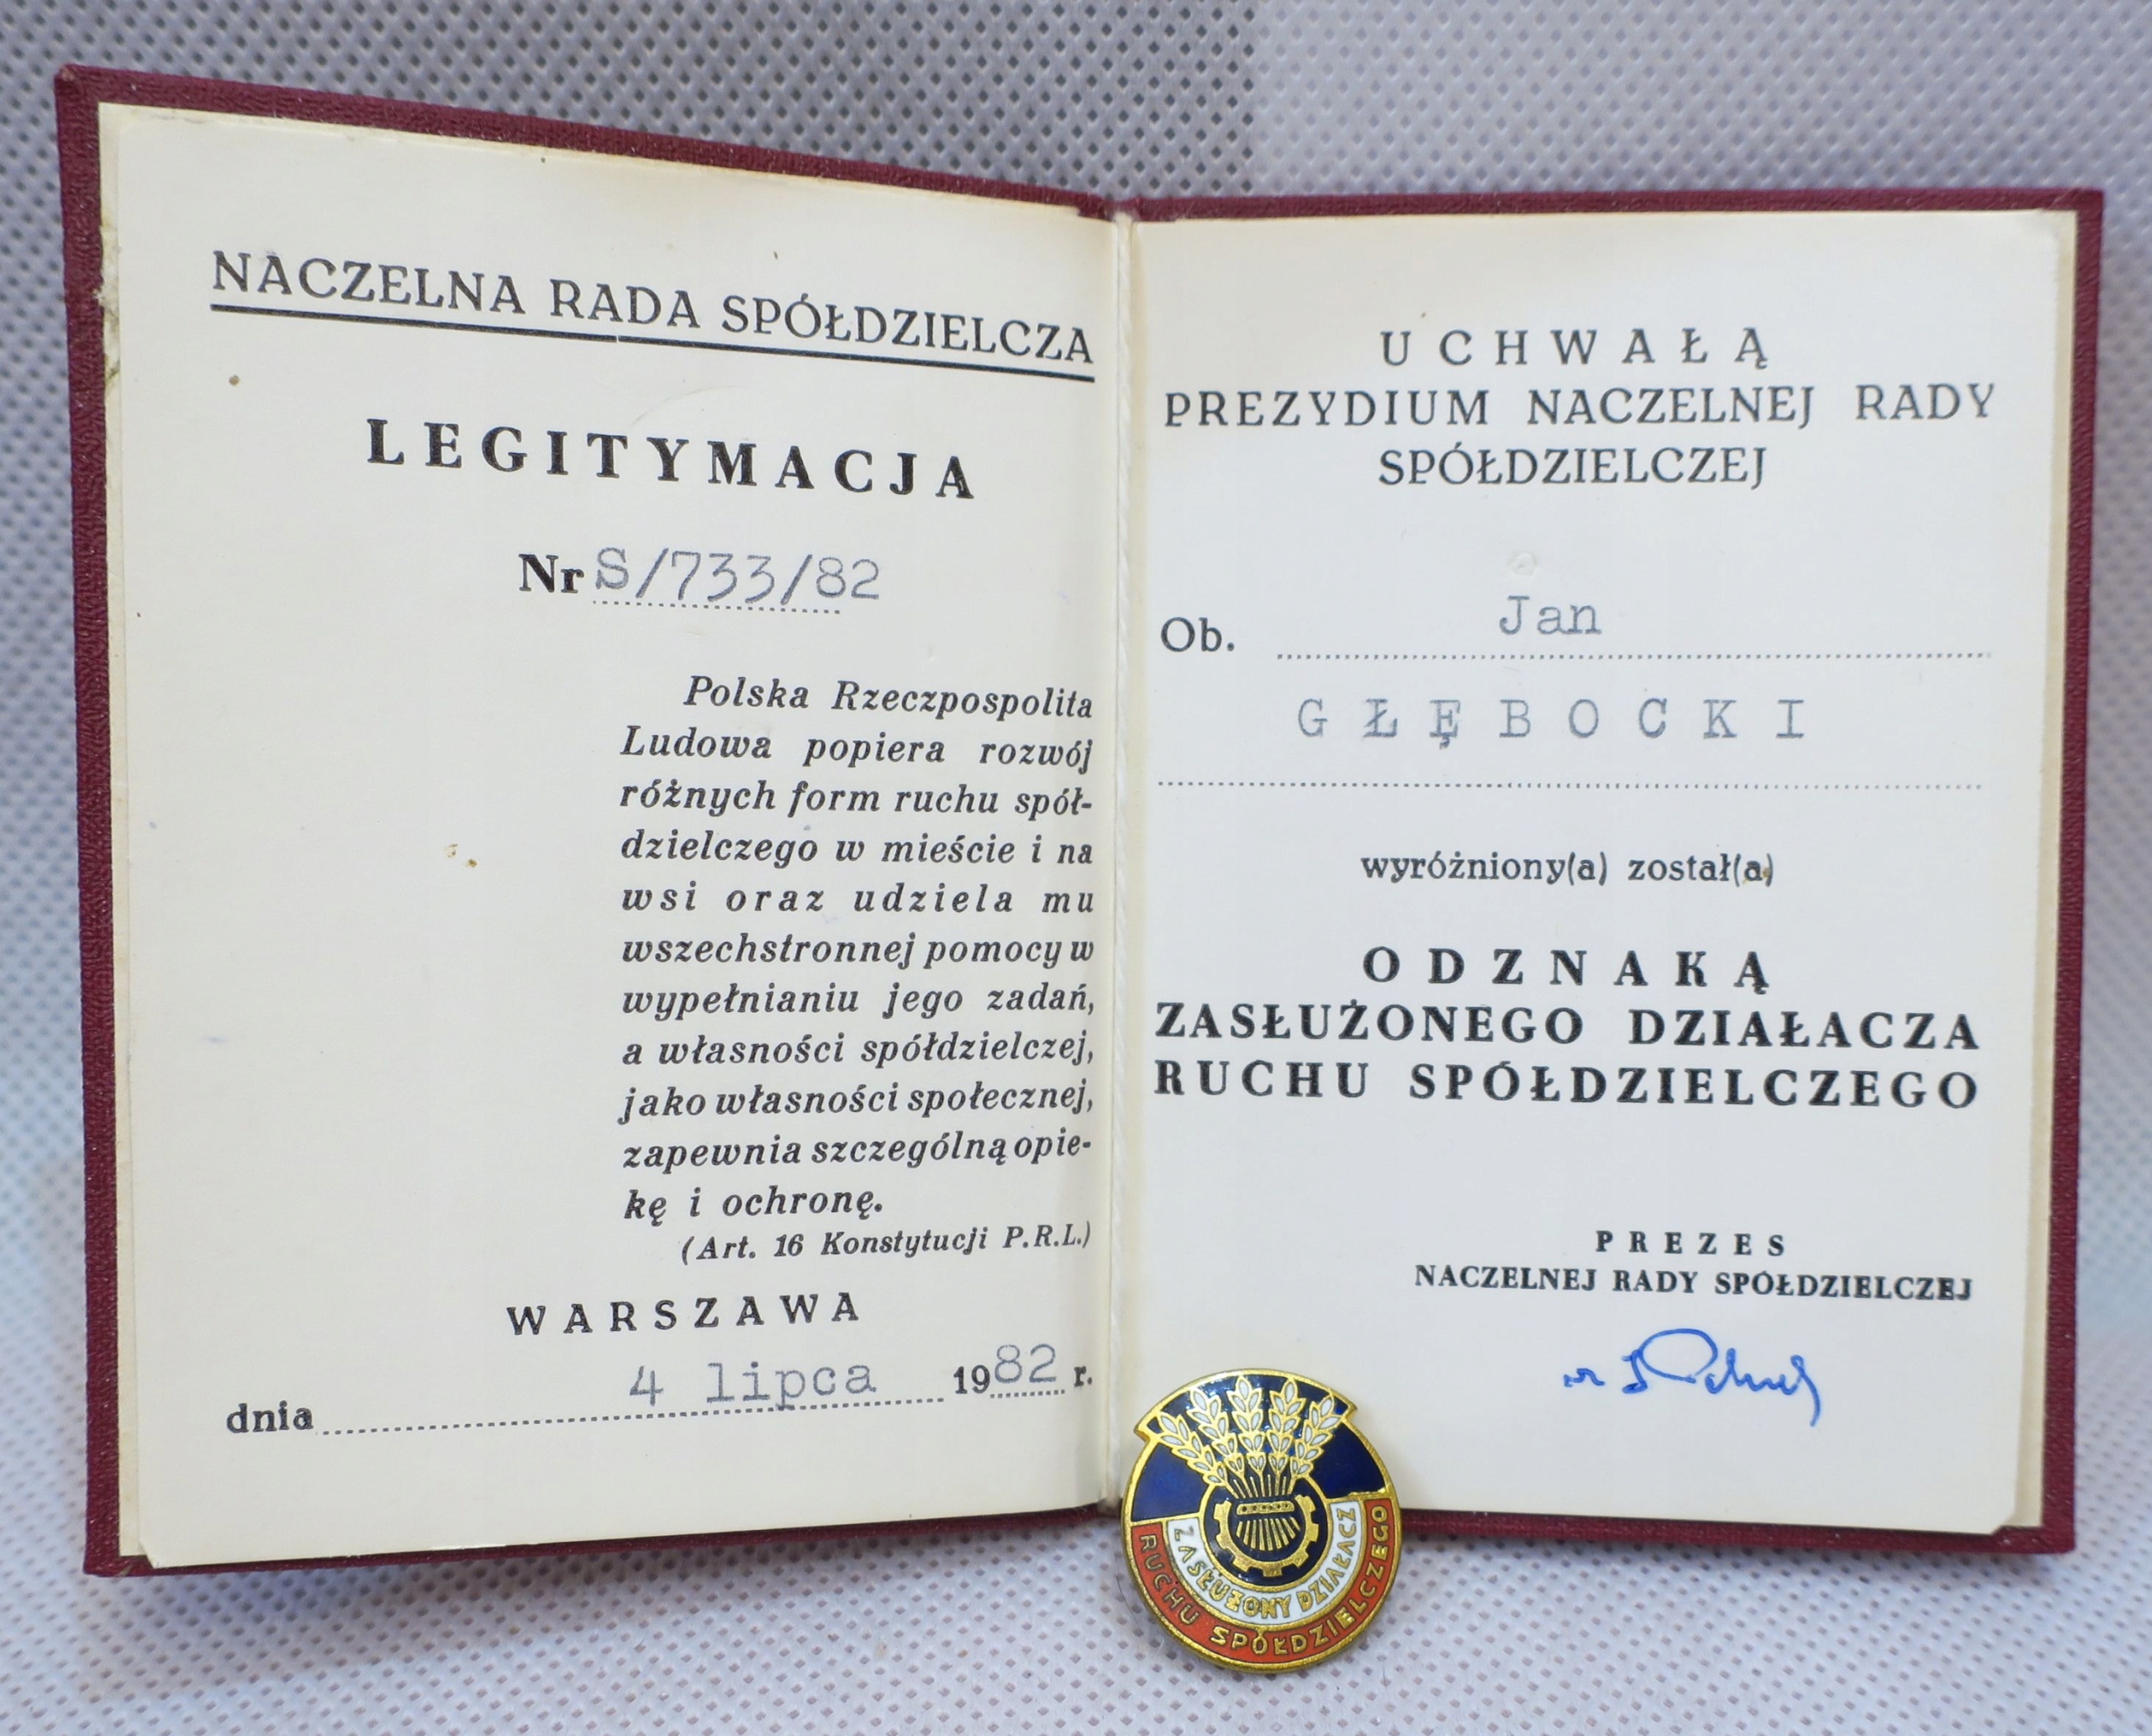 NACZELNA RADA SPÓŁDZIELCZA
LEGITYMACJA
Nr S/733/82
Polska Rzeczpospolita
Ludowa popiera rozwój
różnych form ruchu spół-
dzielczego w mieście i na
wsi oraz udziela mu
wszechstronnej pomocy w
wypełnianiu jego zadań,
a własności spółdzielczej,
jako własności społecznej,
zapewnia szczególną opie-
kę i ochronę.
(Art. 16 Konstytucji P.R.L.)
WARSZAWA
dnia 4 lipca 1982 r.
UCHWAŁĄ
PREZYDIUM NACZELNEJ RADY
SPÓŁDZIELCZEJ
Ob. Jan
GŁĘBOCKI
wyróżniony(a) został(a)
ODZNAKĄ
ZASŁUŻONEGO DZIAŁACZA
RUCHU SPÓŁDZIELCZEGO
PREZES
NACZELNEJ RADY SPÓŁDZIELCZEJ
ZASŁUŻONY DZIAŁACZ
RUCHU SPÓŁDZIELCZEGO